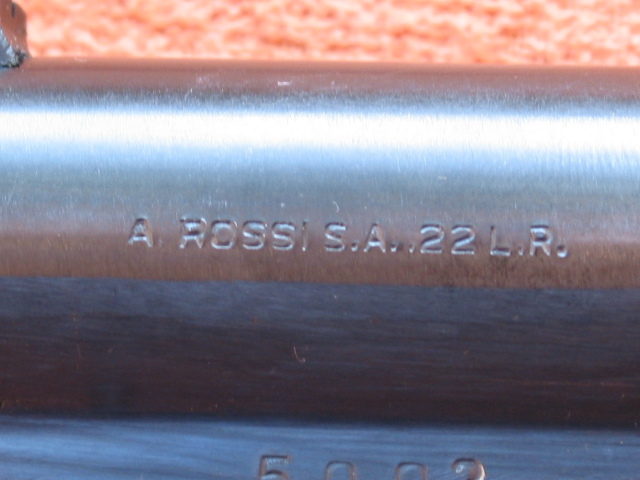 A. ROSSI S.A. .22 L.R.